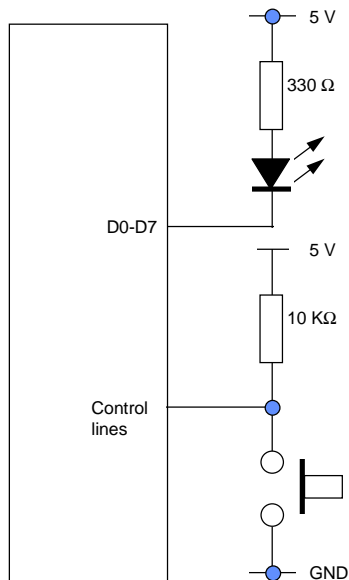 5 V
330 Ω
D0-D7
5 V
10 KΩ
Control
lines
GND